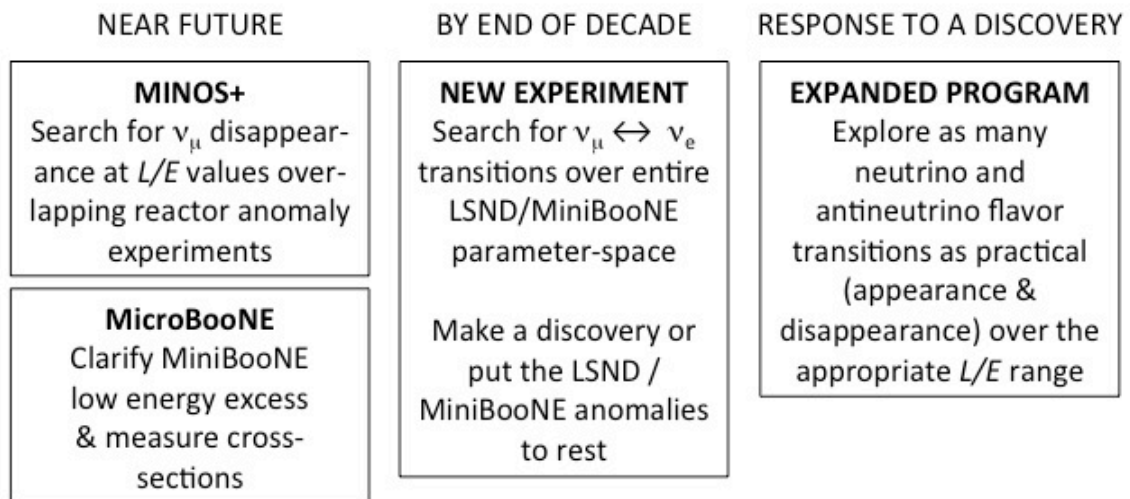 NEAR FUTURE
MINOS+
Search for νμ disappear-
ance at L/E values over-
lapping reactor anomaly
experiments
MicroBooNE
Clarify MiniBooNE
low energy excess
& measure cross-
sections
BY END OF DECADE
NEW EXPERIMENT
Search for νμ ↔ νe
transitions over entire
LSND/MiniBooNE
parameter-space
Make a discovery or
put the LSND /
MiniBooNE anomalies
to rest
RESPONSE TO A DISCOVERY
EXPANDED PROGRAM
Explore as many
neutrino and
antineutrino flavor
transitions as practical
(appearance &
disappearance) over the
appropriate L/E range